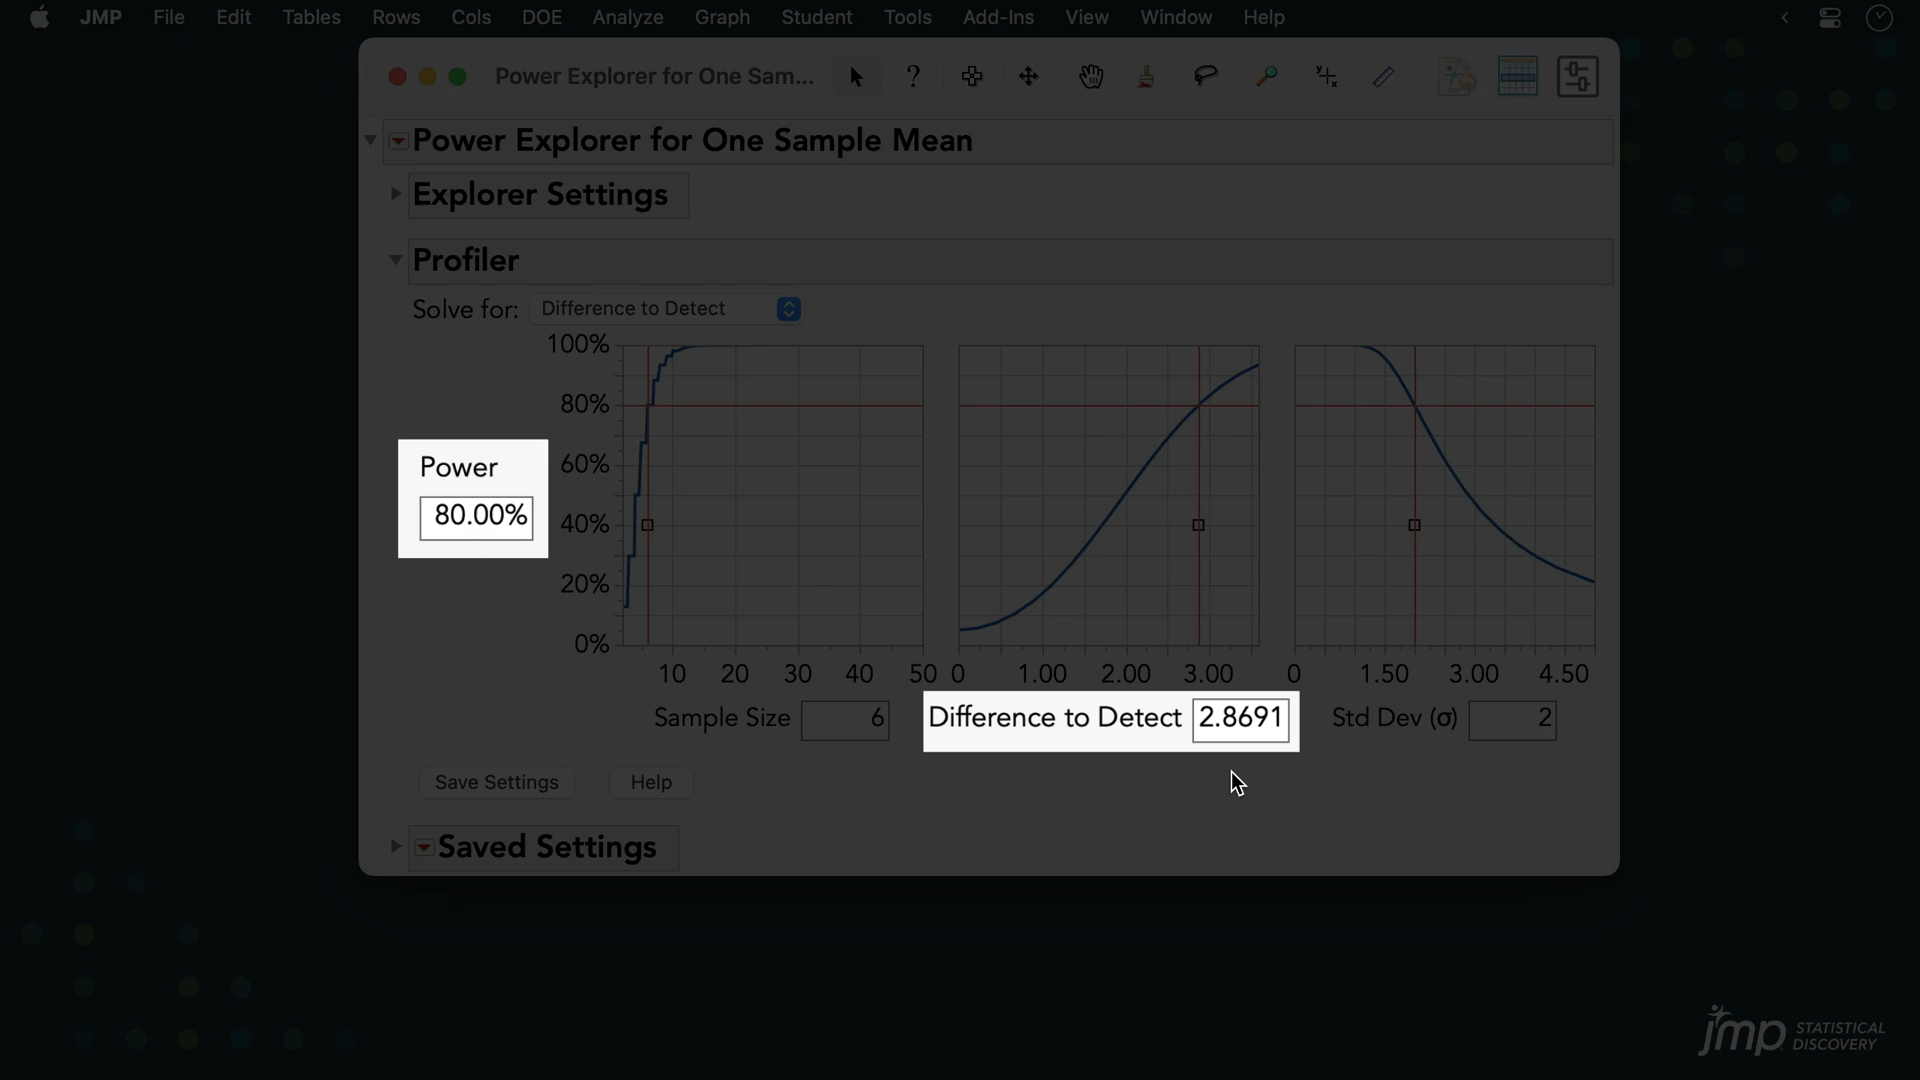 JMP File Edit Tables Rows Cols DOE Analyze Graph Student Tools Add-Ins View Window Help
Power Explorer for One Sam...
Power Explorer for One Sample Mean
Explorer Settings
Profiler
Solve for: Difference to Detect
100%
80%
60%
40%
20%
0%
Power
80.00%
10 20 30 40 50 0 1.00 2.00 3.00 0 1.50 3.00 4.50
Sample Size 6 Difference to Detect 2.8691 Std Dev (σ) 2
Save Settings Help
Saved Settings
jmp STATISTICAL
DISCOVERY